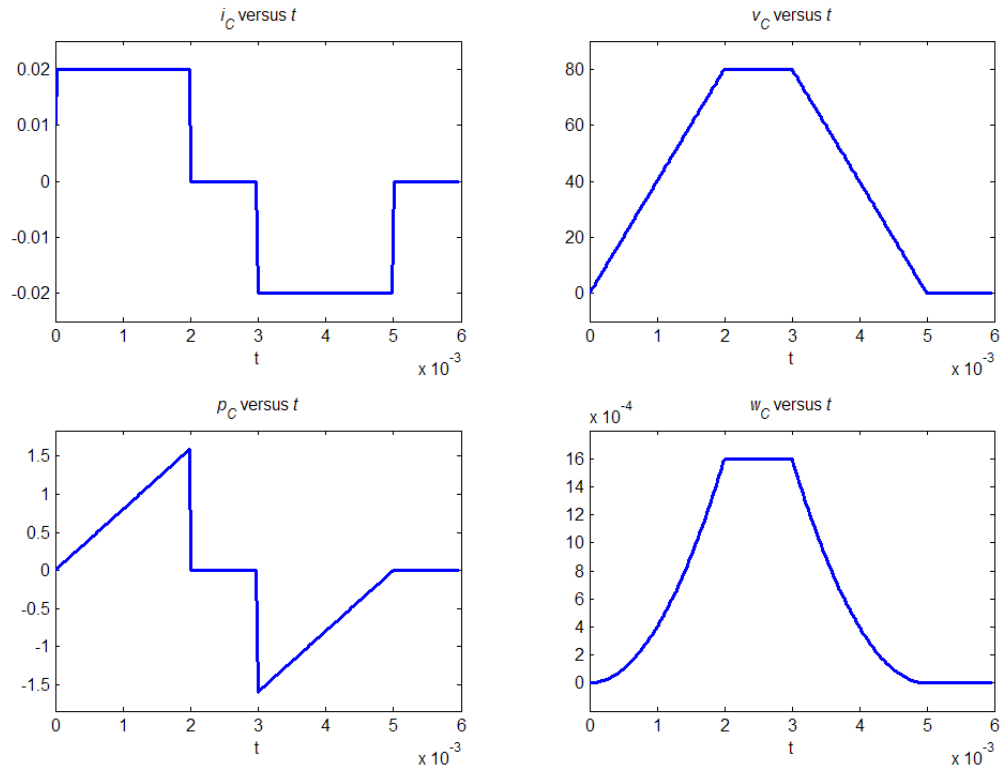 i_C versus t
0.02
0.01
0
-0.01
-0.02
0 1 2 3 4 5 6
t
x 10^-3
v_C versus t
80
60
40
20
0
0 1 2 3 4 5 6
t
x 10^-3
p_C versus t
1.5
1
0.5
0
-0.5
-1
-1.5
0 1 2 3 4 5 6
t
x 10^-3
w_C versus t
x 10^-4
16
14
12
10
8
6
4
2
0
0 1 2 3 4 5 6
t
x 10^-3